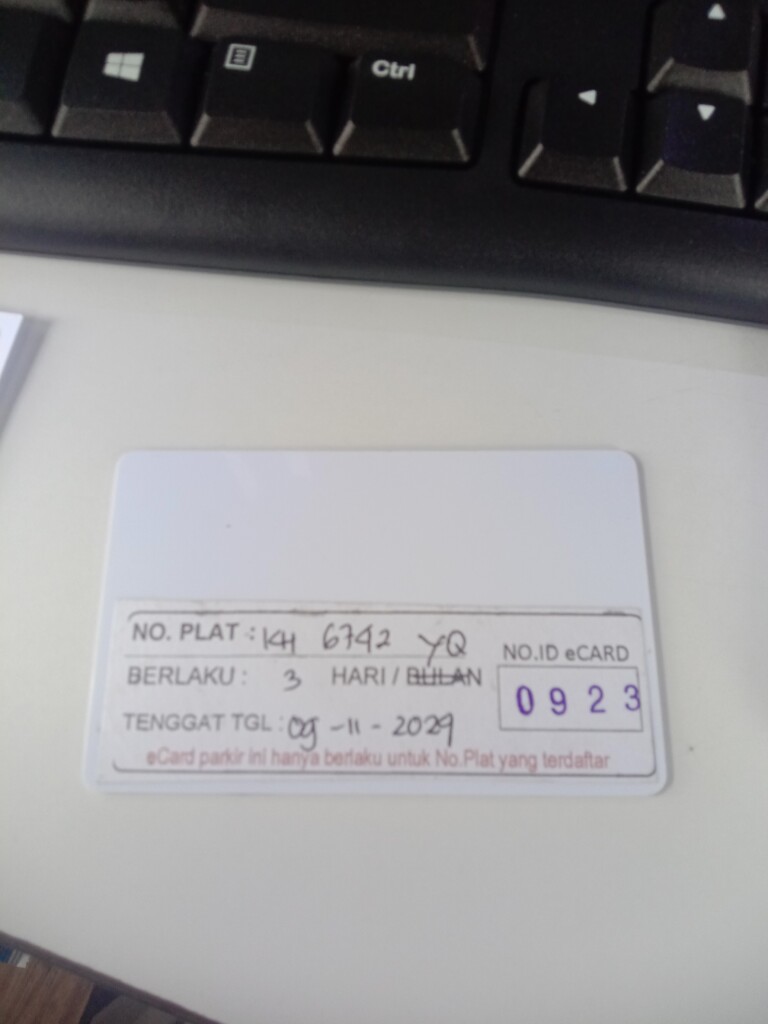 Ctrl
NO. PLAT : KH 6742 YQ
BERLAKU : 3 HARI / BULAN
TENGGAT TGL : 09 - 11 - 2029
NO.ID eCARD
0923
eCard parkir ini hanya berlaku untuk No.Plat yang terdaftar